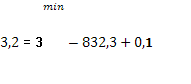 min
3,2 = 3 − 832,3 + 0,1